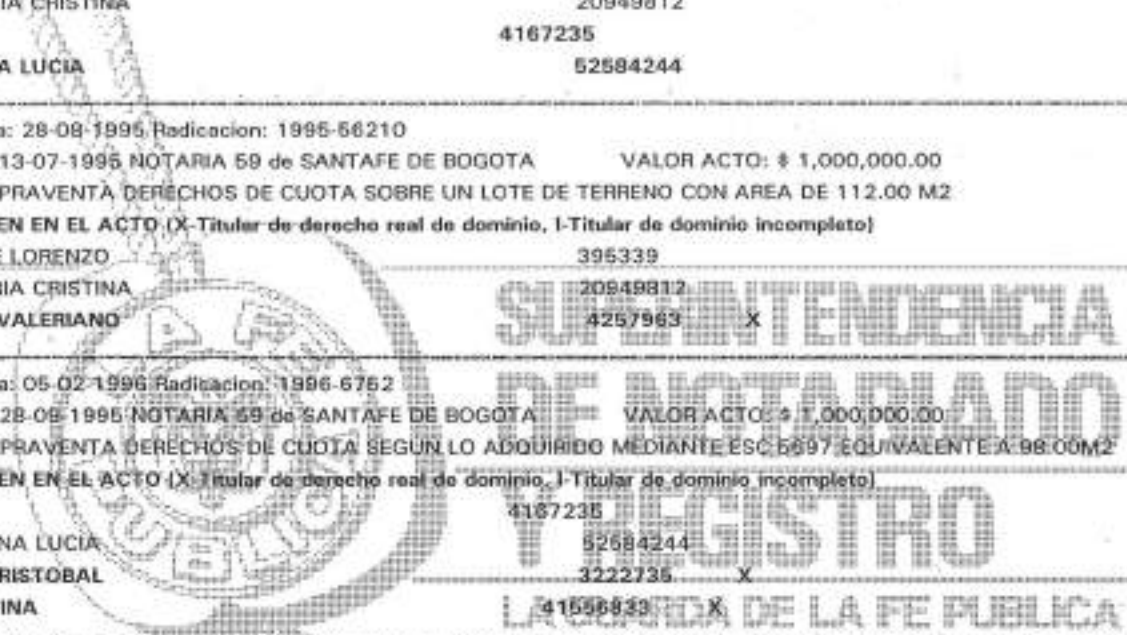 IA CRISTINA 20949812
4167235
A LUCIA 52584244
a: 28-08-1995 Radicacion: 1995-56210
13-07-1995 NOTARIA 59 de SANTAFE DE BOGOTA VALOR ACTO: $ 1,000,000.00
PRAVENTA DERECHOS DE CUOTA SOBRE UN LOTE DE TERRENO CON AREA DE 112.00 M2
EN EN EL ACTO (X-Titular de derecho real de dominio, I-Titular de dominio incompleto)
E LORENZO 395339
RIA CRISTINA 20949812
VALERIANO 4257963 X
SUPERINTENDENCIA
a: 05-02-1996 Radicacion: 1996-6752
DE NOTARIADO
28-09-1995 NOTARIA 59 de SANTAFE DE BOGOTA VALOR ACTO: $ 1,000,000.00
PRAVENTA DERECHOS DE CUOTA SEGUN LO ADQUIRIDO MEDIANTE ESC 5697 EQUIVALENTE A 98.00M2
EN EN EL ACTO (X-Titular de derecho real de dominio, I-Titular de dominio incompleto)
4167235
Y REGISTRO
NA LUCIA 52584244
RISTOBAL 3222735 X
INA 41556833 X
LA GUARDA DE LA FE PUBLICA